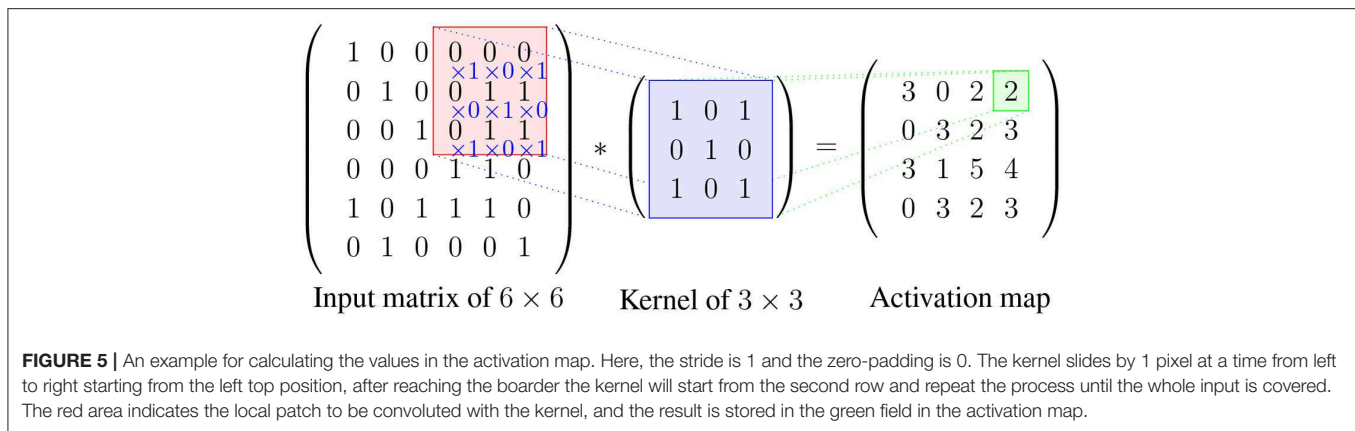 1 0 0 0 0 0
×1×0×1
0 1 0 0 1 1
×0×1×0
0 0 1 0 1 1
×1×0×1
0 0 0 1 1 0
1 0 1 1 1 0
0 1 0 0 0 1
∗
1 0 1
0 1 0
1 0 1
=
3 0 2 2
0 3 2 3
3 1 5 4
0 3 2 3
Input matrix of 6 × 6 Kernel of 3 × 3 Activation map
FIGURE 5 | An example for calculating the values in the activation map. Here, the stride is 1 and the zero-padding is 0. The kernel slides by 1 pixel at a time from left
to right starting from the left top position, after reaching the boarder the kernel will start from the second row and repeat the process until the whole input is covered.
The red area indicates the local patch to be convoluted with the kernel, and the result is stored in the green field in the activation map.